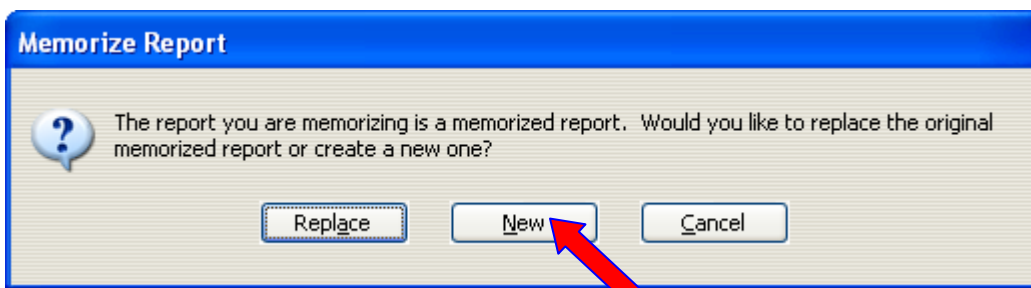 Memorize Report
The report you are memorizing is a memorized report.  Would you like to replace the original
memorized report or create a new one?
Replace
New
Cancel